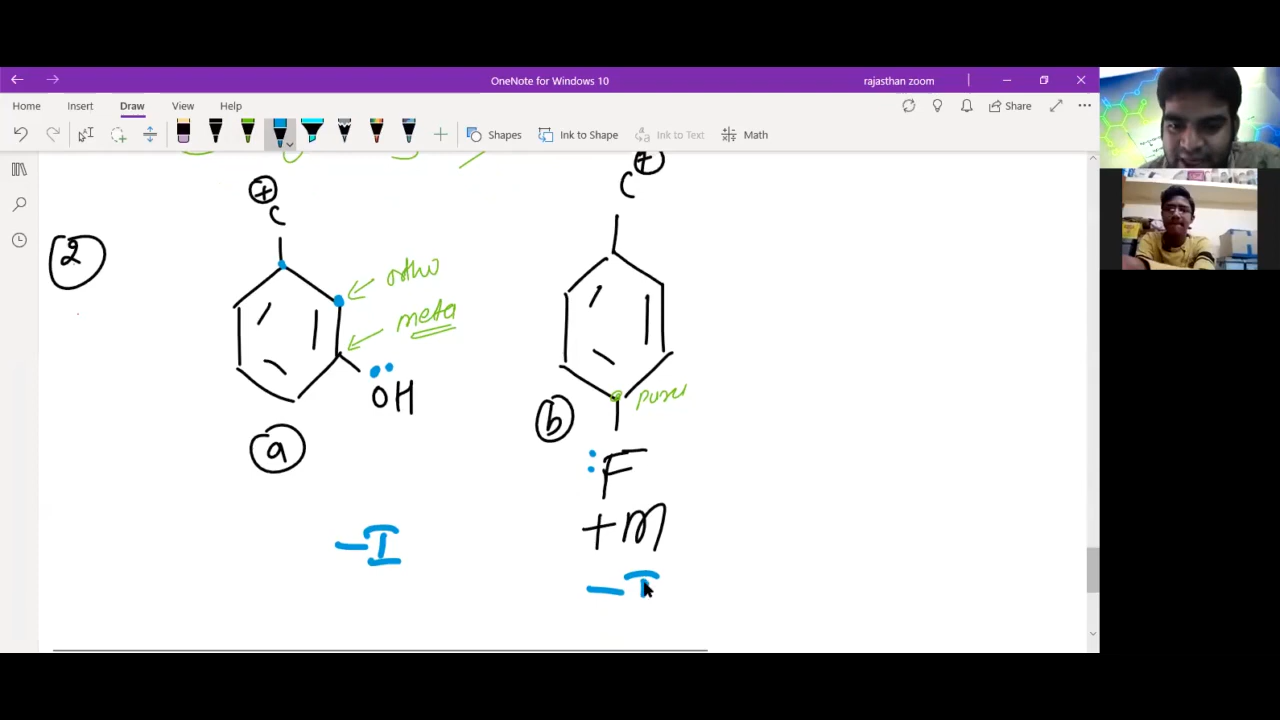 OneNote for Windows 10
rajasthan zoom
Home Insert Draw View Help
Share
Shapes
Ink to Shape
Ink to Text
Math
+
C
+
C
2
ortho
meta
OH
a
para
b
F
+M
-I
-I